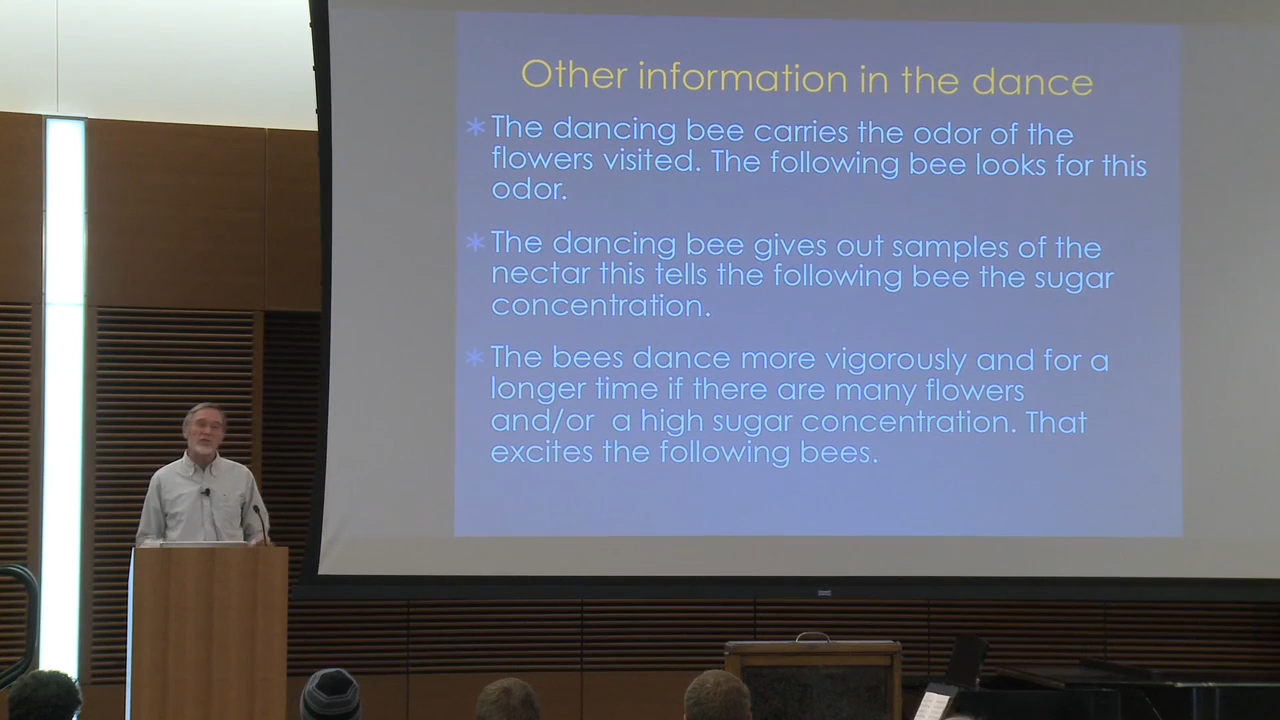 Other information in the dance
* The dancing bee carries the odor of the
flowers visited. The following bee looks for this
odor.
* The dancing bee gives out samples of the
nectar this tells the following bee the sugar
concentration.
* The bees dance more vigorously and for a
longer time if there are many flowers
and/or a high sugar concentration. That
excites the following bees.